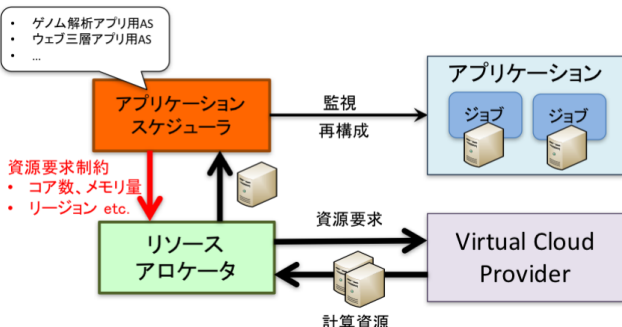 • ゲノム解析アプリ用AS
• ウェブ三層アプリ用AS
• ...
アプリケーション
スケジューラ
監視
再構成
アプリケーション
ジョブ
ジョブ
資源要求制約
• コア数、メモリ量
• リージョン etc.
リソース
アロケータ
資源要求
計算資源
Virtual Cloud
Provider